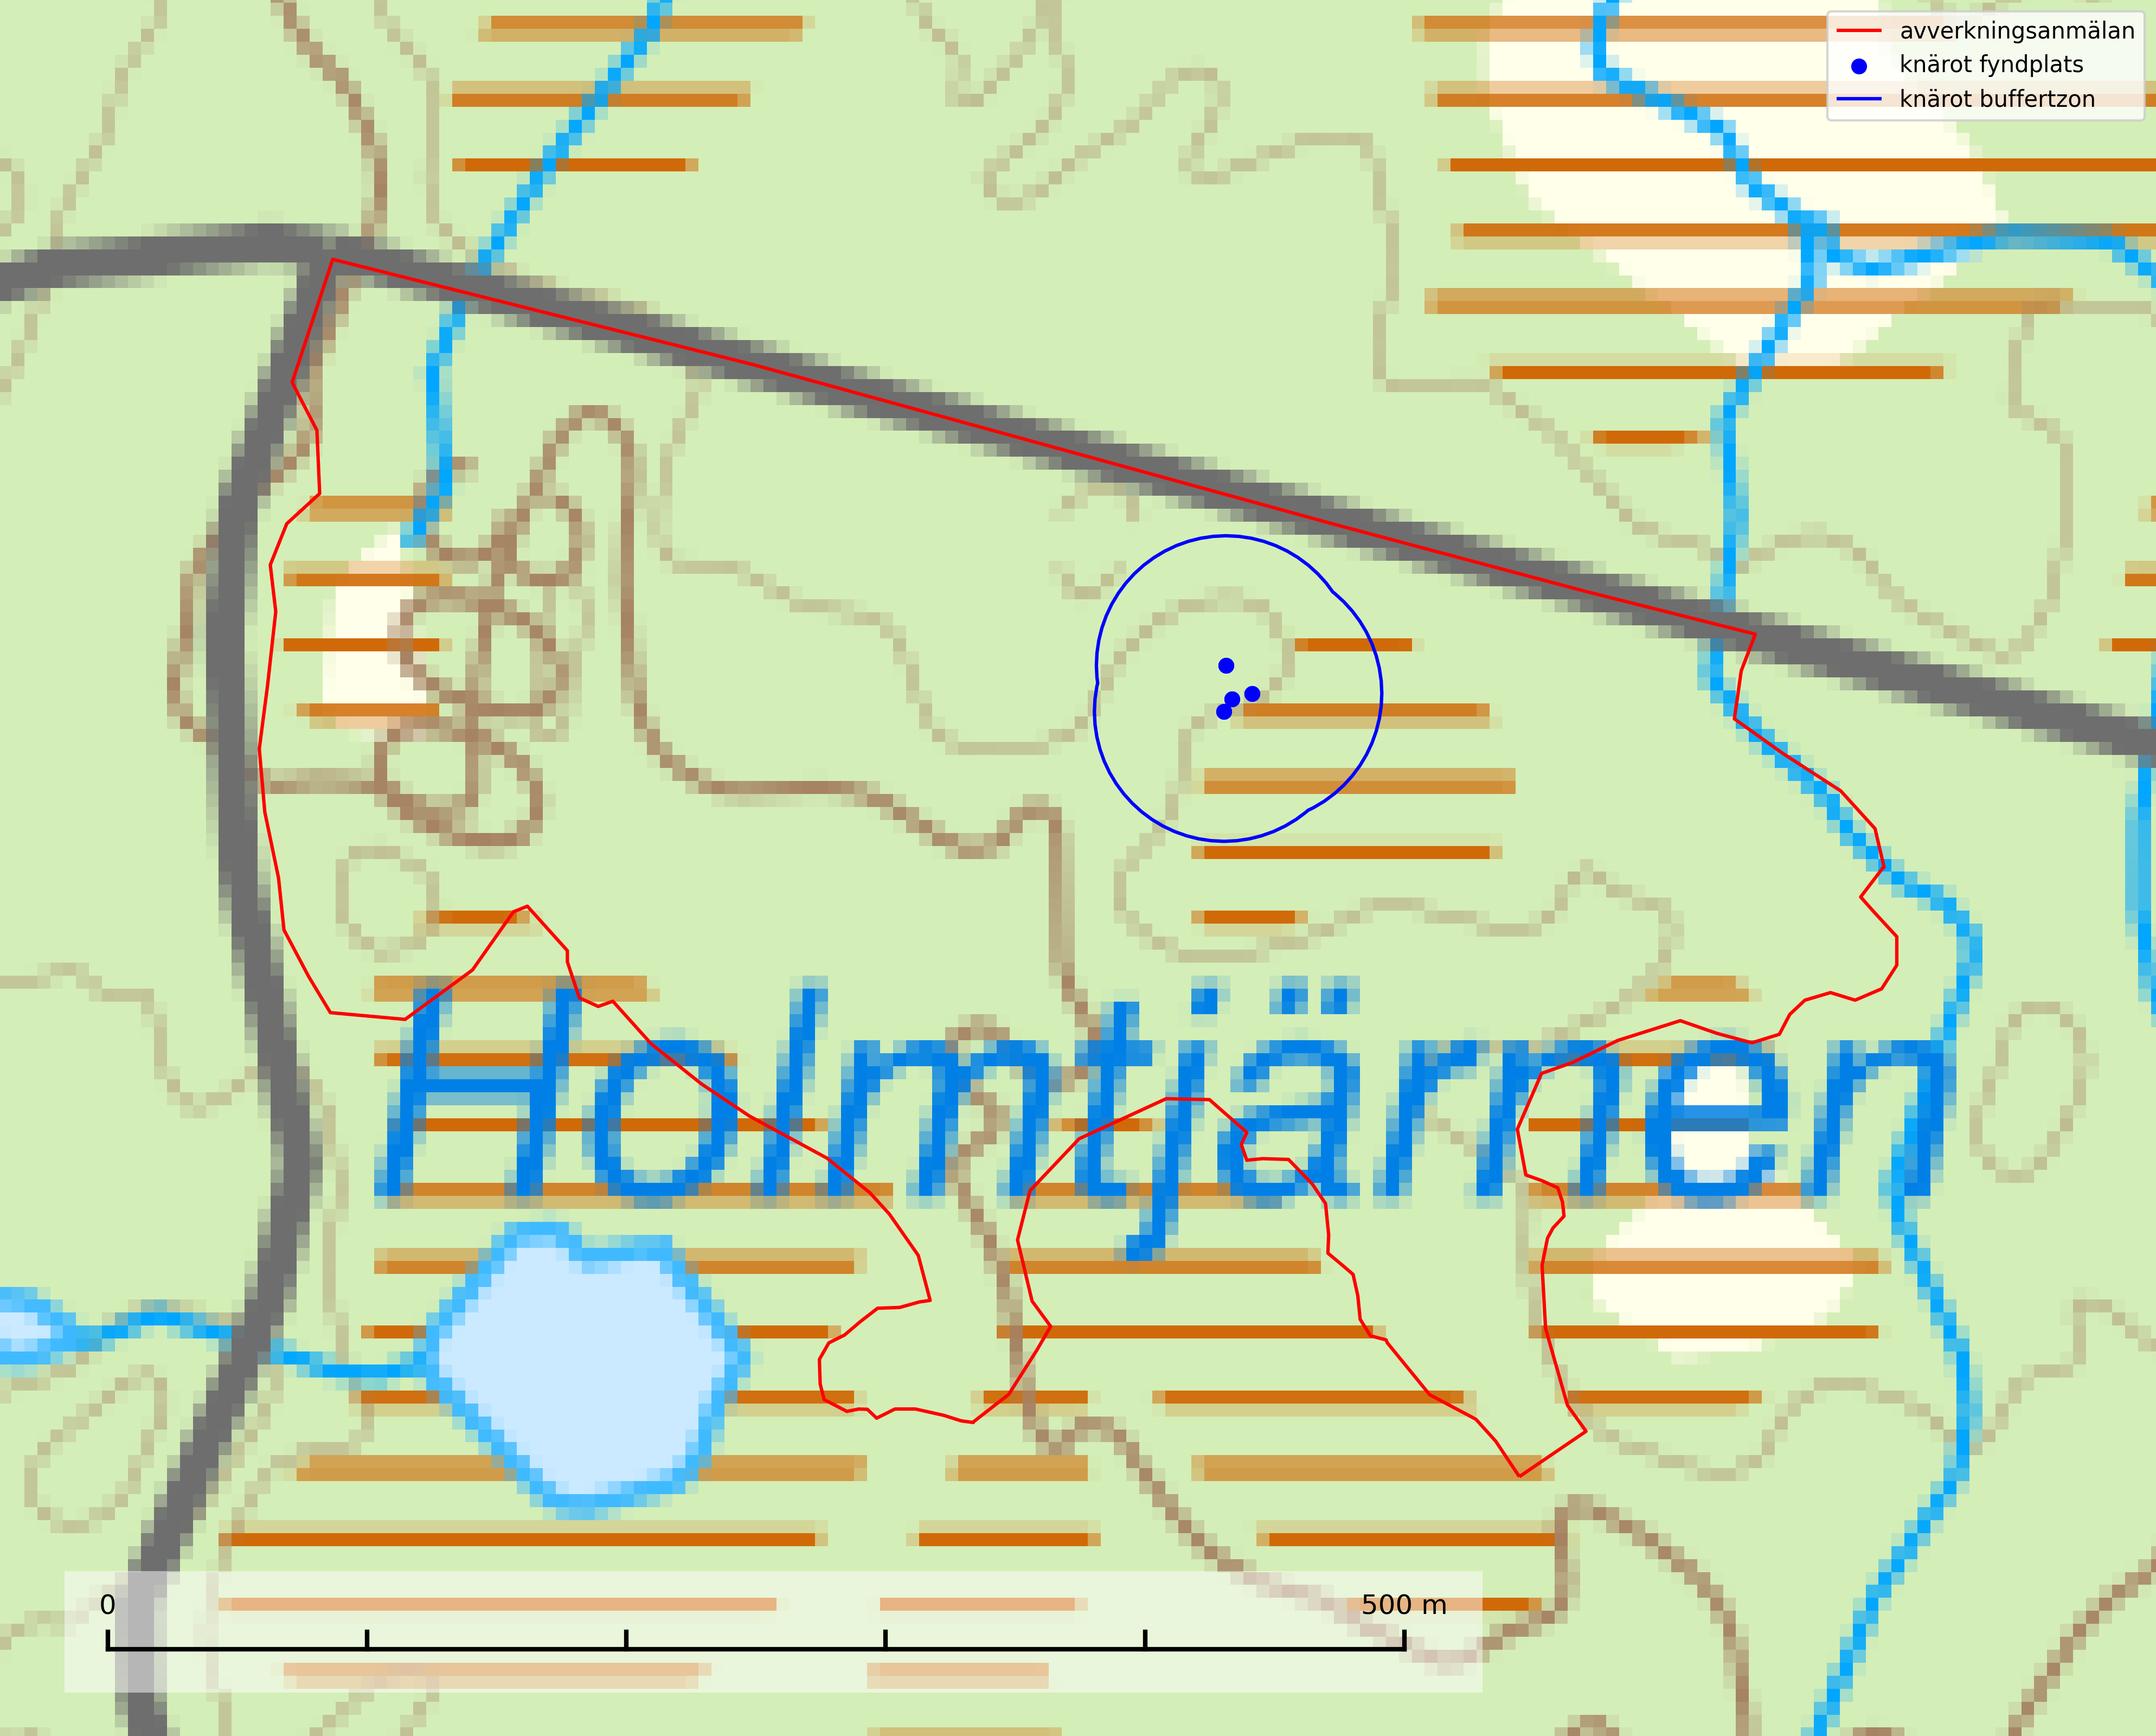 avverkningsanmälan
knärot fyndplats
knärot buffertzon
Holmtjärnen
0 500 m